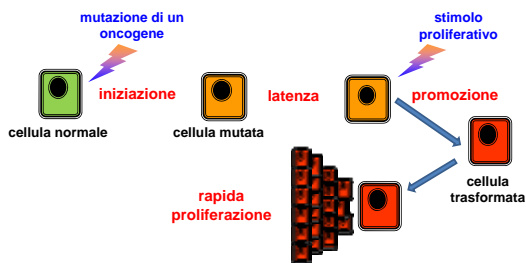 mutazione di un
oncogene
stimolo
proliferativo
iniziazione
latenza
promozione
cellula normale
cellula mutata
cellula
trasformata
rapida
proliferazione